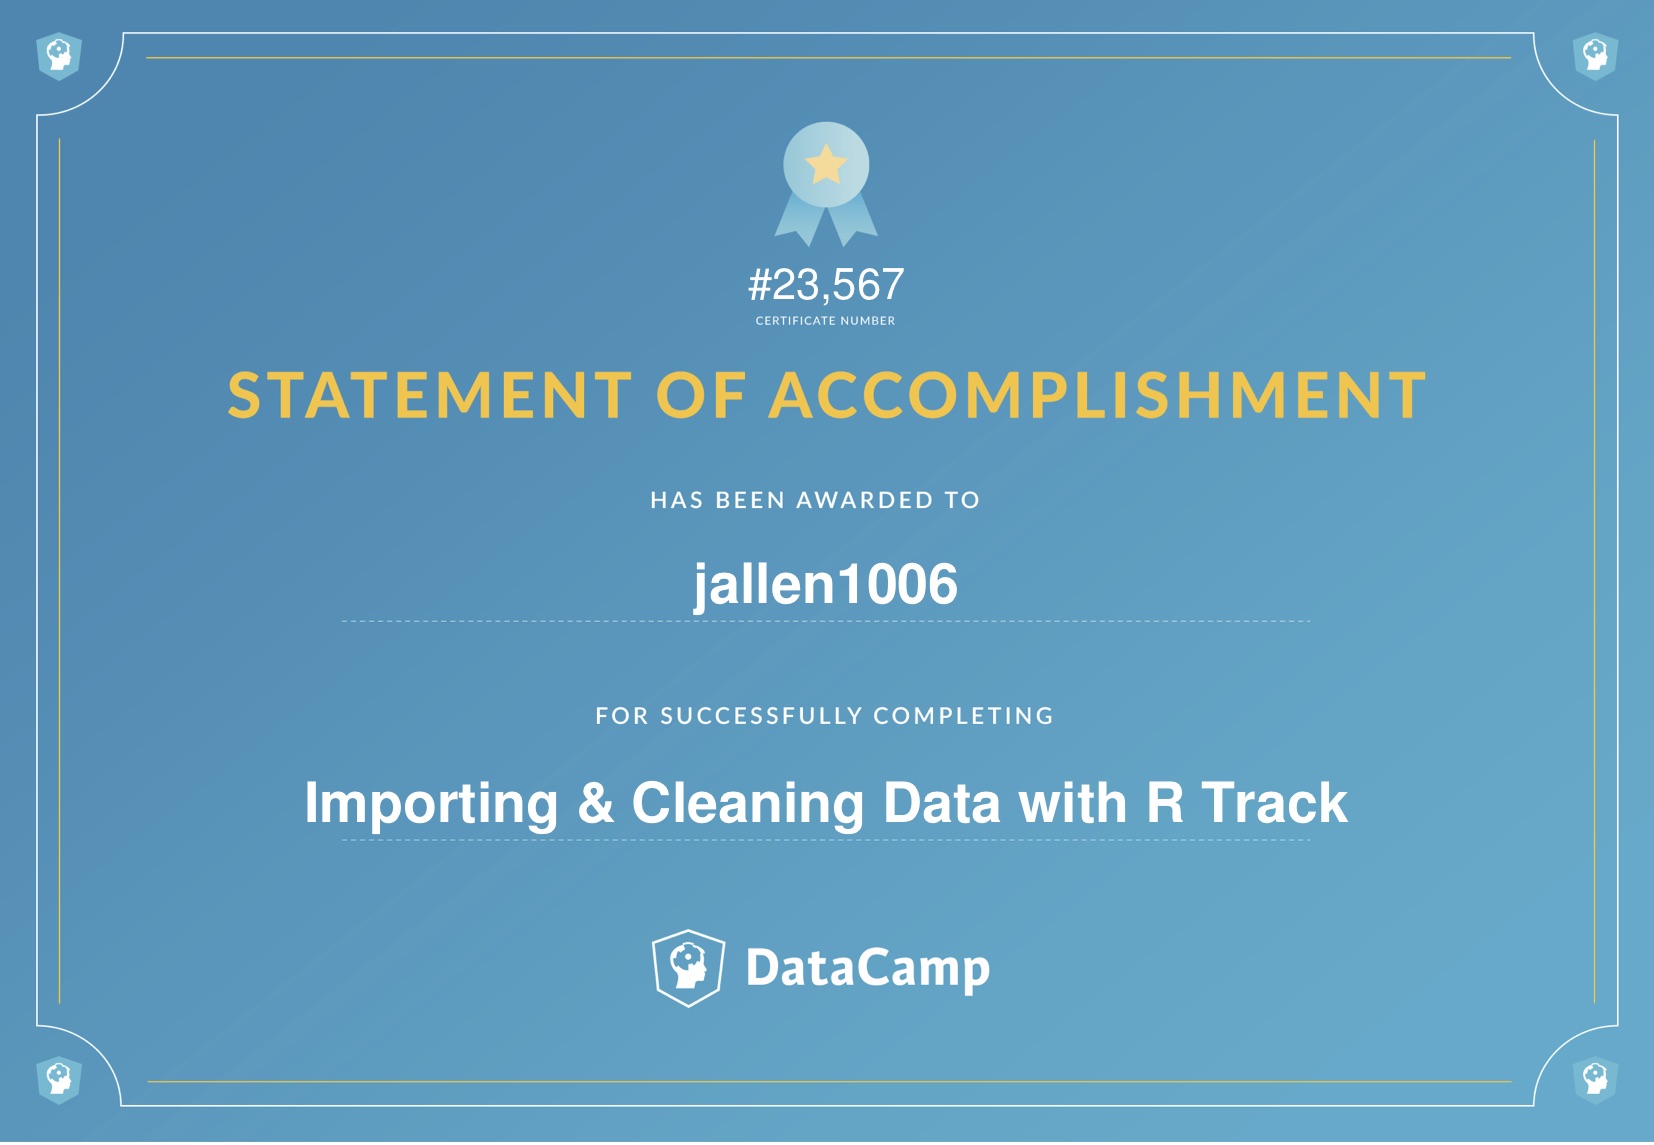 #23,567
CERTIFICATE NUMBER
STATEMENT OF ACCOMPLISHMENT
HAS BEEN AWARDED TO
jallen1006
FOR SUCCESSFULLY COMPLETING
Importing & Cleaning Data with R Track
DataCamp